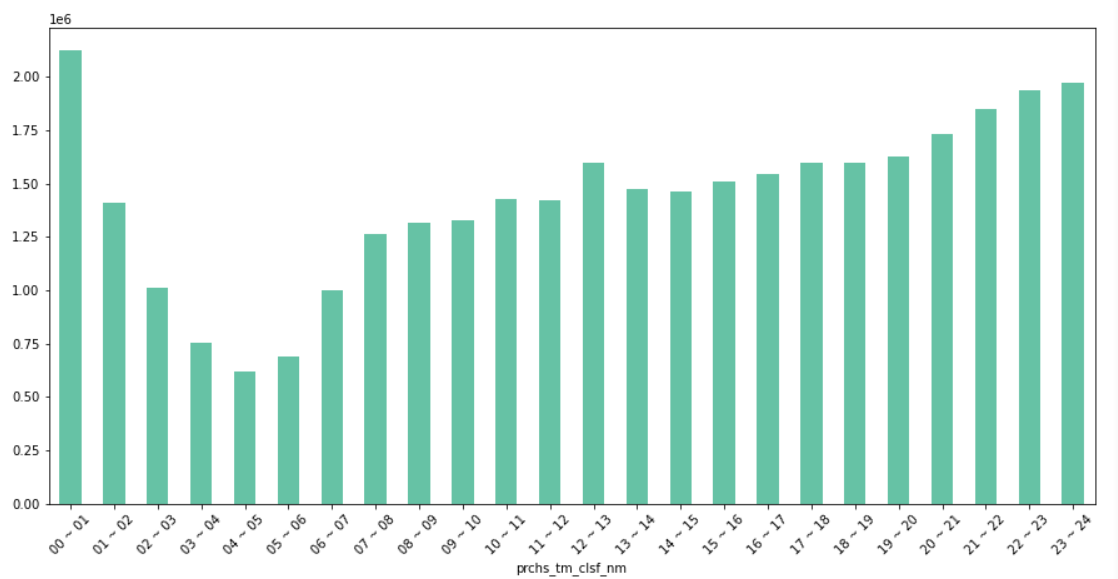 1e6
2.00
1.75
1.50
1.25
1.00
0.75
0.50
0.25
0.00
00 ~ 01
01 ~ 02
02 ~ 03
03 ~ 04
04 ~ 05
05 ~ 06
06 ~ 07
07 ~ 08
08 ~ 09
09 ~ 10
10 ~ 11
11 ~ 12
12 ~ 13
13 ~ 14
14 ~ 15
15 ~ 16
16 ~ 17
17 ~ 18
18 ~ 19
19 ~ 20
20 ~ 21
21 ~ 22
22 ~ 23
23 ~ 24
prchs_tm_clsf_nm